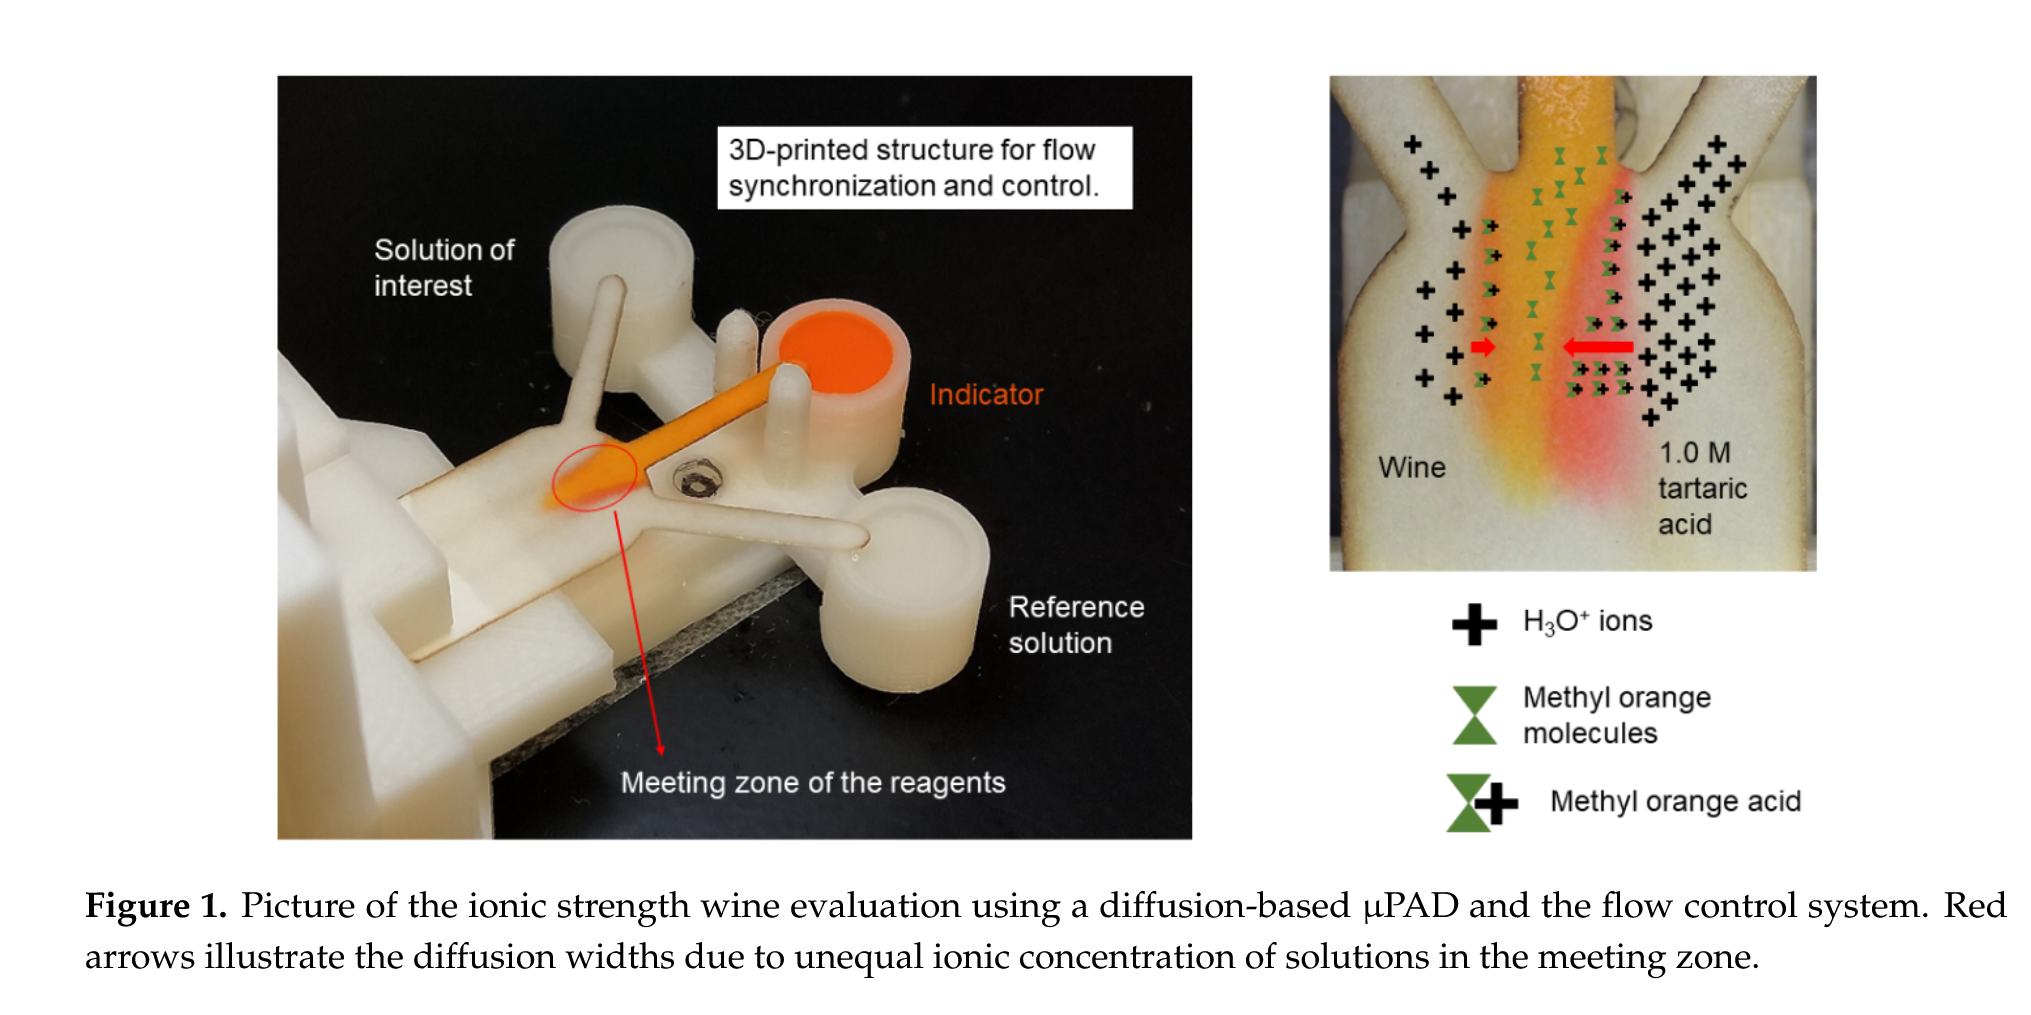 3D-printed structure for flow
synchronization and control.
Solution of
interest
Indicator
Reference
solution
Meeting zone of the reagents
Wine
1.0 M
tartaric
acid
H₃O⁺ ions
Methyl orange
molecules
Methyl orange acid
Figure 1. Picture of the ionic strength wine evaluation using a diffusion-based µPAD and the flow control system. Red
arrows illustrate the diffusion widths due to unequal ionic concentration of solutions in the meeting zone.